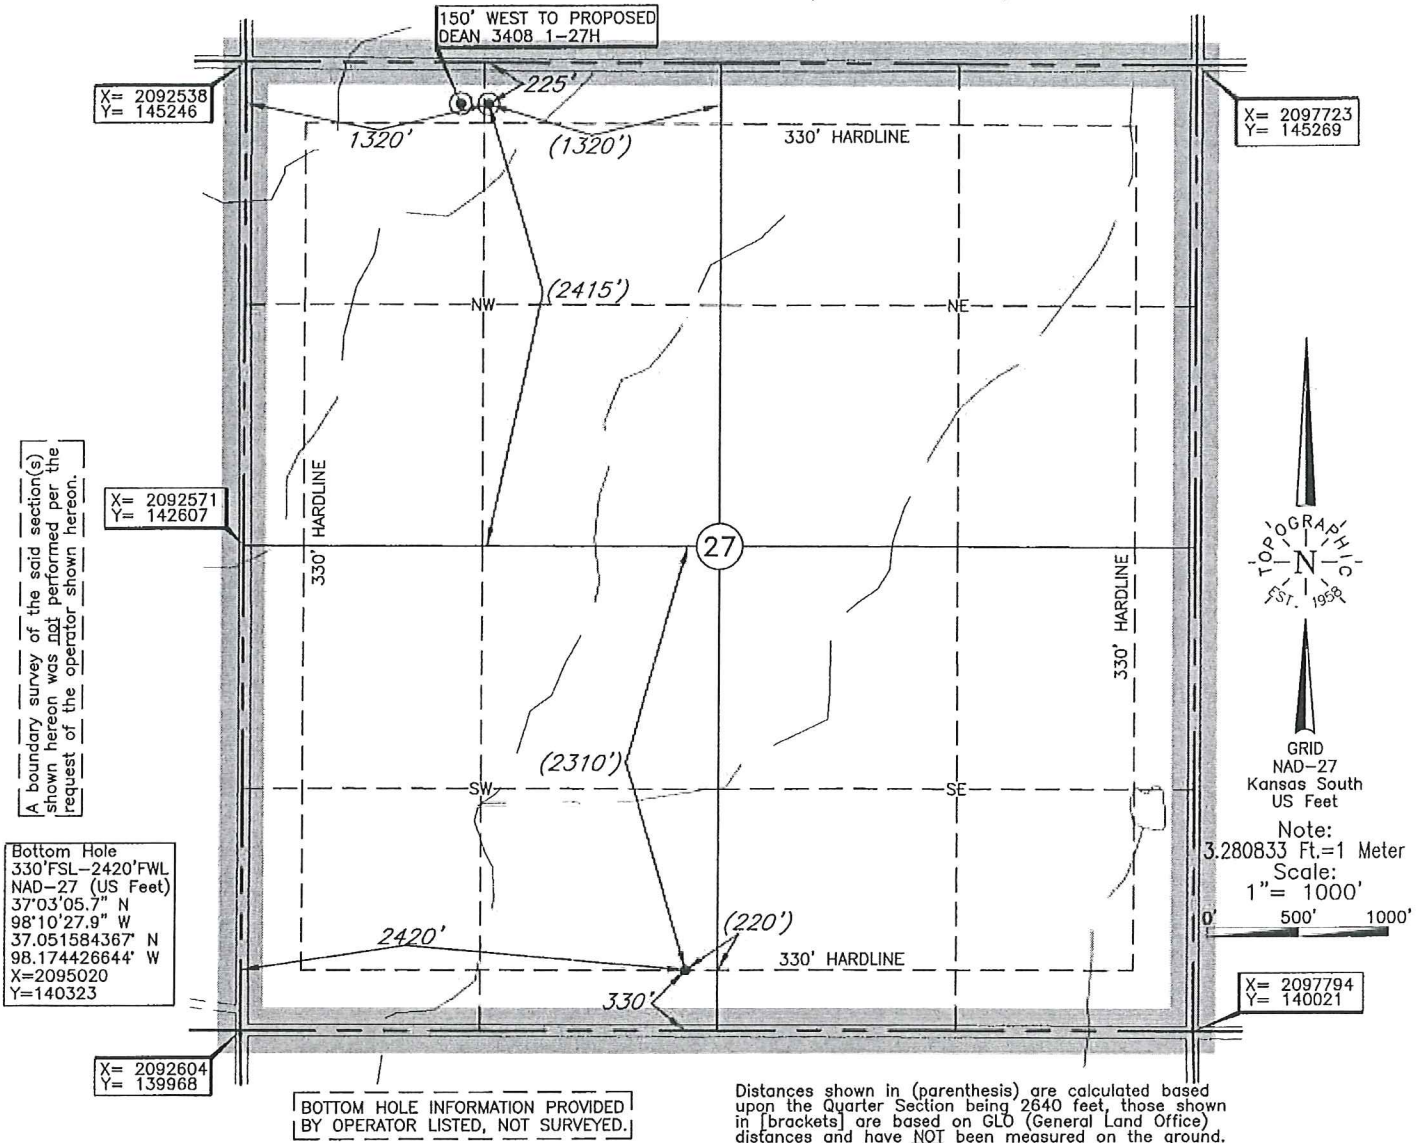 150' WEST TO PROPOSED
DEAN 3408 1-27H
225'
X= 2092538
Y= 145246
X= 2097723
Y= 145269
1320'
(1320')
330' HARDLINE
(2415')
NW
NE
330' HARDLINE
X= 2092571
Y= 142607
27
330' HARDLINE
A boundary survey of the said section(s)
shown hereon was not performed per the
request of the operator shown hereon.
TOPOGRAPHIC
N
EST. 1958
(2310')
SW
SE
GRID
NAD-27
Kansas South
US Feet
Note:
3.280833 Ft.=1 Meter
Scale:
1"= 1000'
0' 500' 1000'
Bottom Hole
330'FSL-2420'FWL
NAD-27 (US Feet)
37°03'05.7" N
98°10'27.9" W
37.051584367° N
98.174426644° W
X=2095020
Y=140323
2420'
(220')
330' HARDLINE
330'
X= 2097794
Y= 140021
X= 2092604
Y= 139968
BOTTOM HOLE INFORMATION PROVIDED
BY OPERATOR LISTED, NOT SURVEYED.
Distances shown in (parenthesis) are calculated based
upon the Quarter Section being 2640 feet, those shown
in [brackets] are based on GLO (General Land Office)
distances and have NOT been measured on the ground.